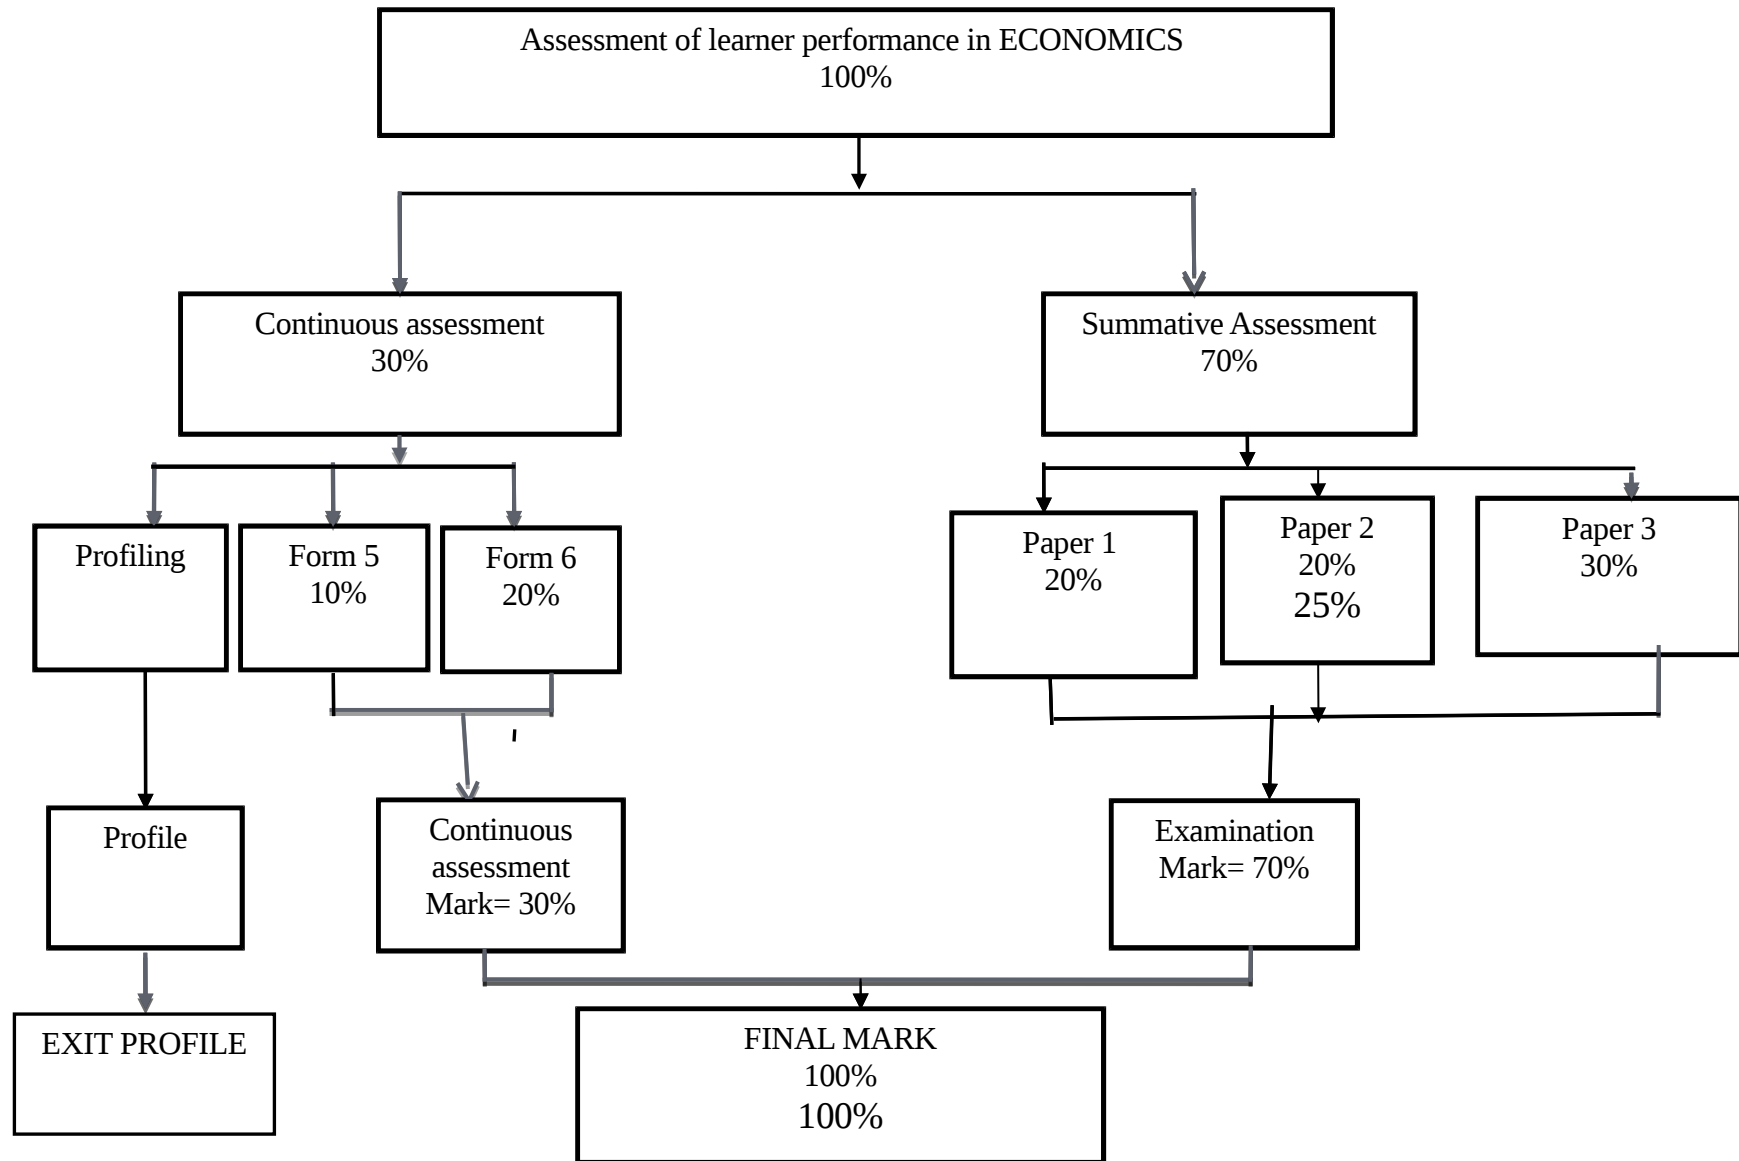 Assessment of learner performance in ECONOMICS
100%
Continuous assessment
30%
Summative Assessment
70%
Profiling
Form 5
10%
Form 6
20%
Paper 1
20%
Paper 2
20%
25%
Paper 3
30%
Profile
Continuous
assessment
Mark= 30%
Examination
Mark= 70%
EXIT PROFILE
FINAL MARK
100%
100%